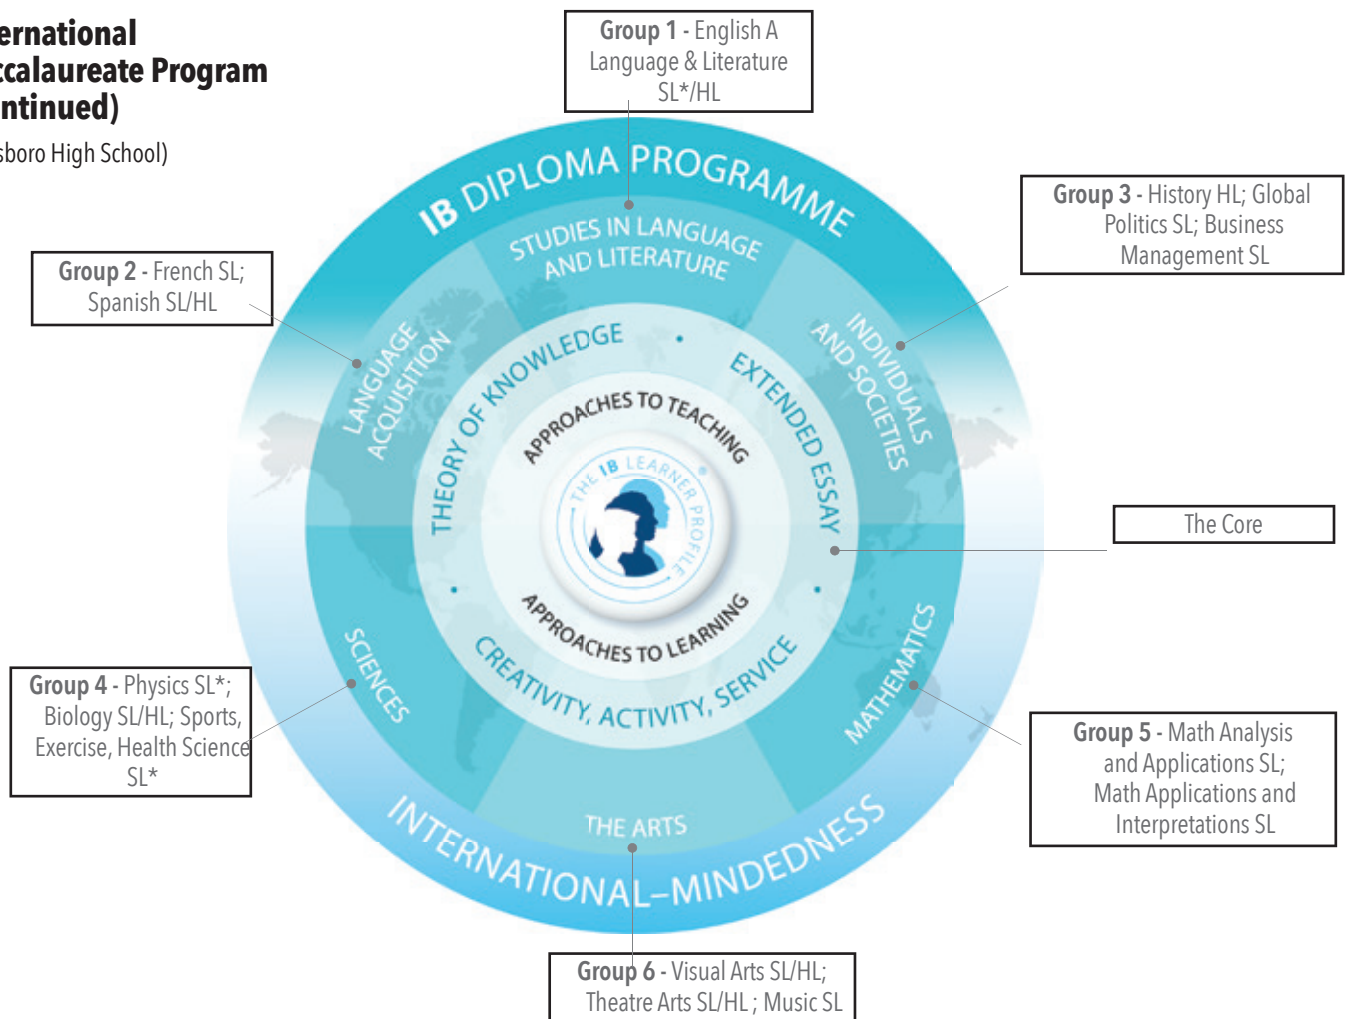 ernational
ccalaureate Program
ntinued)
sboro High School)
Group 1 - English A
Language & Literature
SL*/HL
Group 3 - History HL; Global
Politics SL; Business
Management SL
Group 2 - French SL;
Spanish SL/HL
The Core
Group 4 - Physics SL*;
Biology SL/HL; Sports,
Exercise, Health Science
SL*
Group 5 - Math Analysis
and Applications SL;
Math Applications and
Interpretations SL
Group 6 - Visual Arts SL/HL;
Theatre Arts SL/HL ; Music SL
IB DIPLOMA PROGRAMME
STUDIES IN LANGUAGE
AND LITERATURE
LANGUAGE
ACQUISITION
INDIVIDUALS
AND SOCIETIES
THEORY OF KNOWLEDGE
EXTENDED ESSAY
APPROACHES TO TEACHING
THE IB LEARNER PROFILE
®
APPROACHES TO LEARNING
CREATIVITY, ACTIVITY, SERVICE
SCIENCES
MATHEMATICS
THE ARTS
INTERNATIONAL–MINDEDNESS